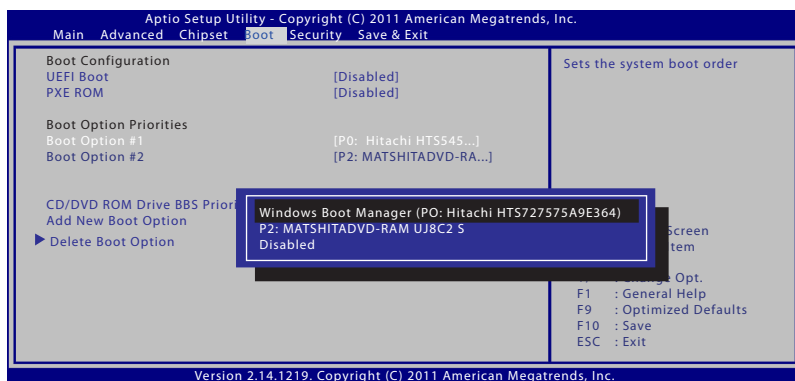 Aptio Setup Utility - Copyright (C) 2011 American Megatrends, Inc.
Main Advanced Chipset Boot Security Save & Exit
Boot Configuration
UEFI Boot [Disabled]
PXE ROM [Disabled]
Boot Option Priorities
Boot Option #1 [P0: Hitachi HTS545...]
Boot Option #2 [P2: MATSHITADVD-RA...]
CD/DVD ROM Drive BBS Priori
Add New Boot Option
Delete Boot Option
Windows Boot Manager (PO: Hitachi HTS727575A9E364)
P2: MATSHITADVD-RAM UJ8C2 S
Disabled
Sets the system boot order
Screen
tem
Opt.
F1 : General Help
F9 : Optimized Defaults
F10 : Save
ESC : Exit
Version 2.14.1219. Copyright (C) 2011 American Megatrends, Inc.